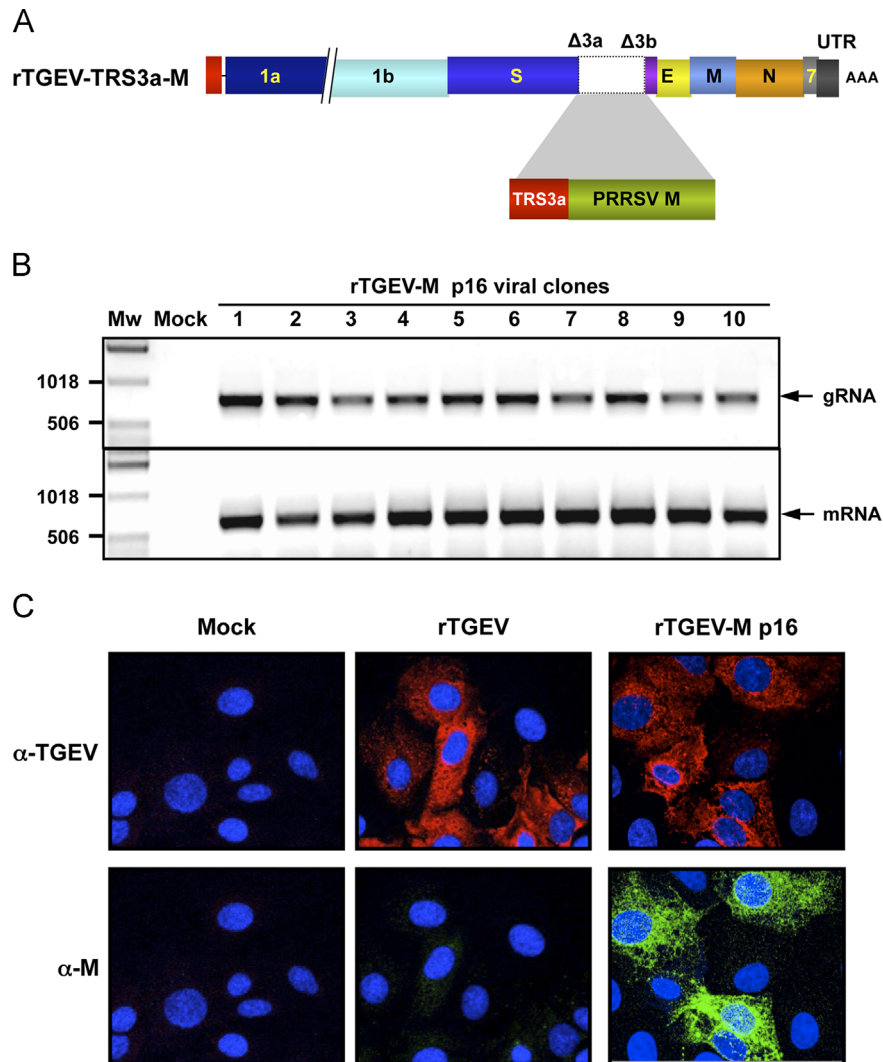 A
Δ3a Δ3b UTR
rTGEV-TRS3a-M 1a 1b S E M N 7 AAA
TRS3a PRRSV M
B
rTGEV-M p16 viral clones
Mw Mock 1 2 3 4 5 6 7 8 9 10
1018
gRNA
506
1018
mRNA
506
C
Mock rTGEV rTGEV-M p16
α-TGEV
α-M